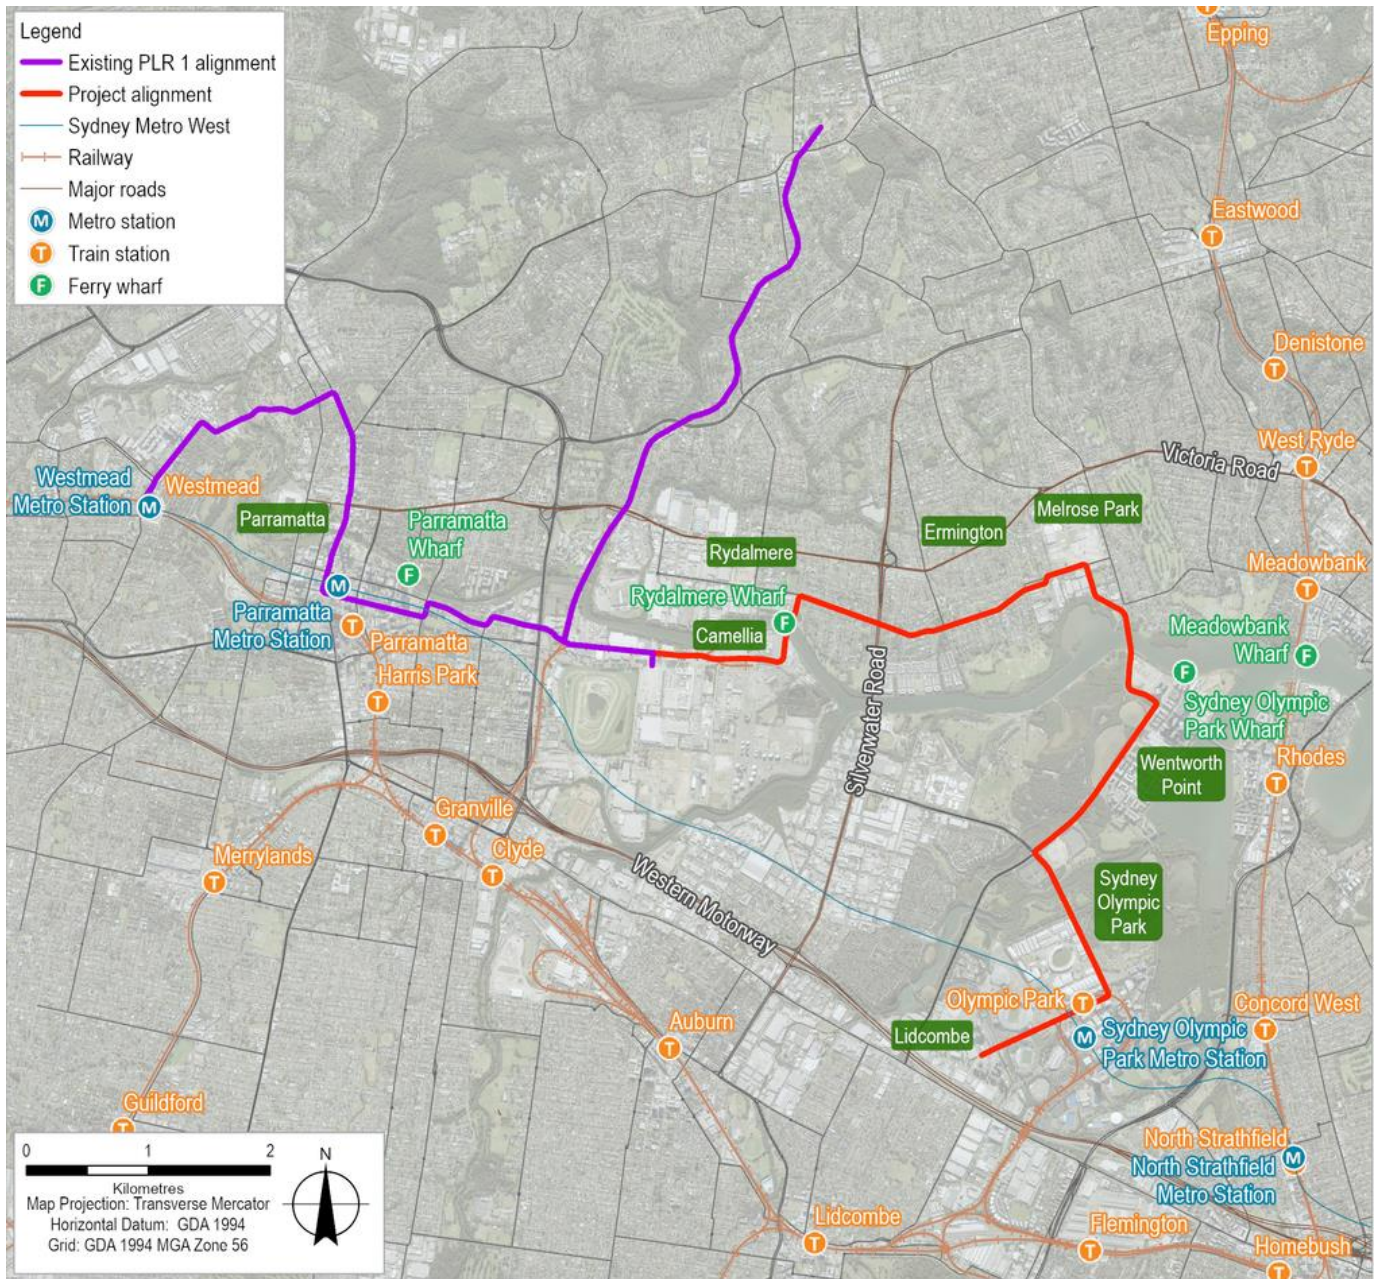 Legend
Existing PLR 1 alignment
Project alignment
Sydney Metro West
Railway
Major roads
M Metro station
T Train station
F Ferry wharf
T
Epping
Eastwood
T
Denistone
T
West Ryde
T
Victoria Road
Westmead
Metro Station
M
Westmead
Parramatta
Parramatta
Wharf
F
Melrose Park
Ermington
Rydalmere
Meadowbank
T
M
Parramatta
Metro Station
T
Parramatta
Rydalmere Wharf
F
Camellia
Meadowbank
Wharf
F
F
Sydney Olympic
Park Wharf
Harris Park
T
Silverwater Road
Wentworth
Point
Rhodes
T
Granville
T
Clyde
T
Merrylands
T
Western Motorway
Sydney
Olympic
Park
Olympic Park
T
Concord West
T
Auburn
T
Lidcombe
M
Sydney Olympic
Park Metro Station
Guildford
T
North Strathfield
North Strathfield
Metro Station
M
Lidcombe
T
Flemington
T
Homebush
T
0 1 2
Kilometres
Map Projection: Transverse Mercator
Horizontal Datum: GDA 1994
Grid: GDA 1994 MGA Zone 56
N